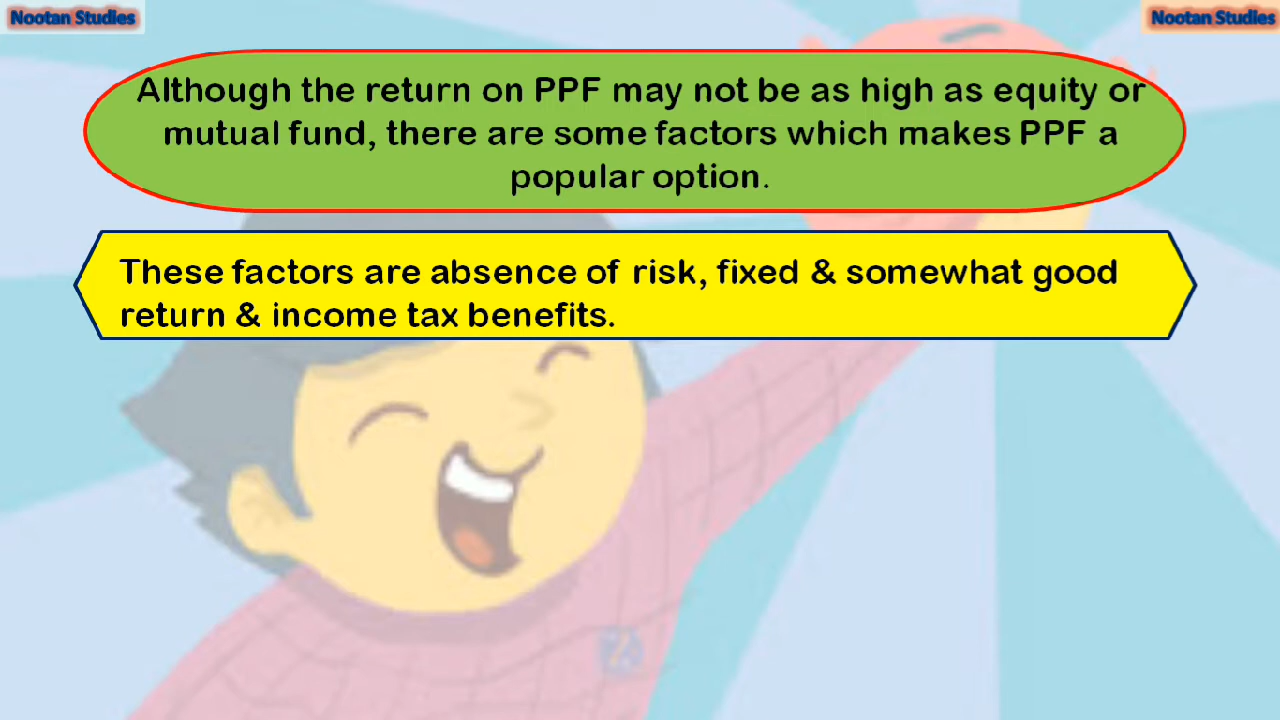 Nootan Studies
Nootan Studies
Although the return on PPF may not be as high as equity or
mutual fund, there are some factors which makes PPF a
popular option.
These factors are absence of risk, fixed & somewhat good
return & income tax benefits.